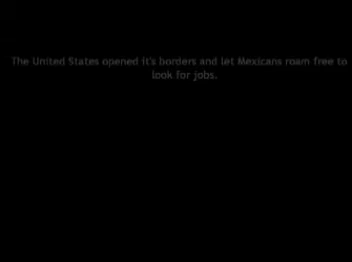 The United States opened it's borders and let Mexicans roam free to
look for jobs.